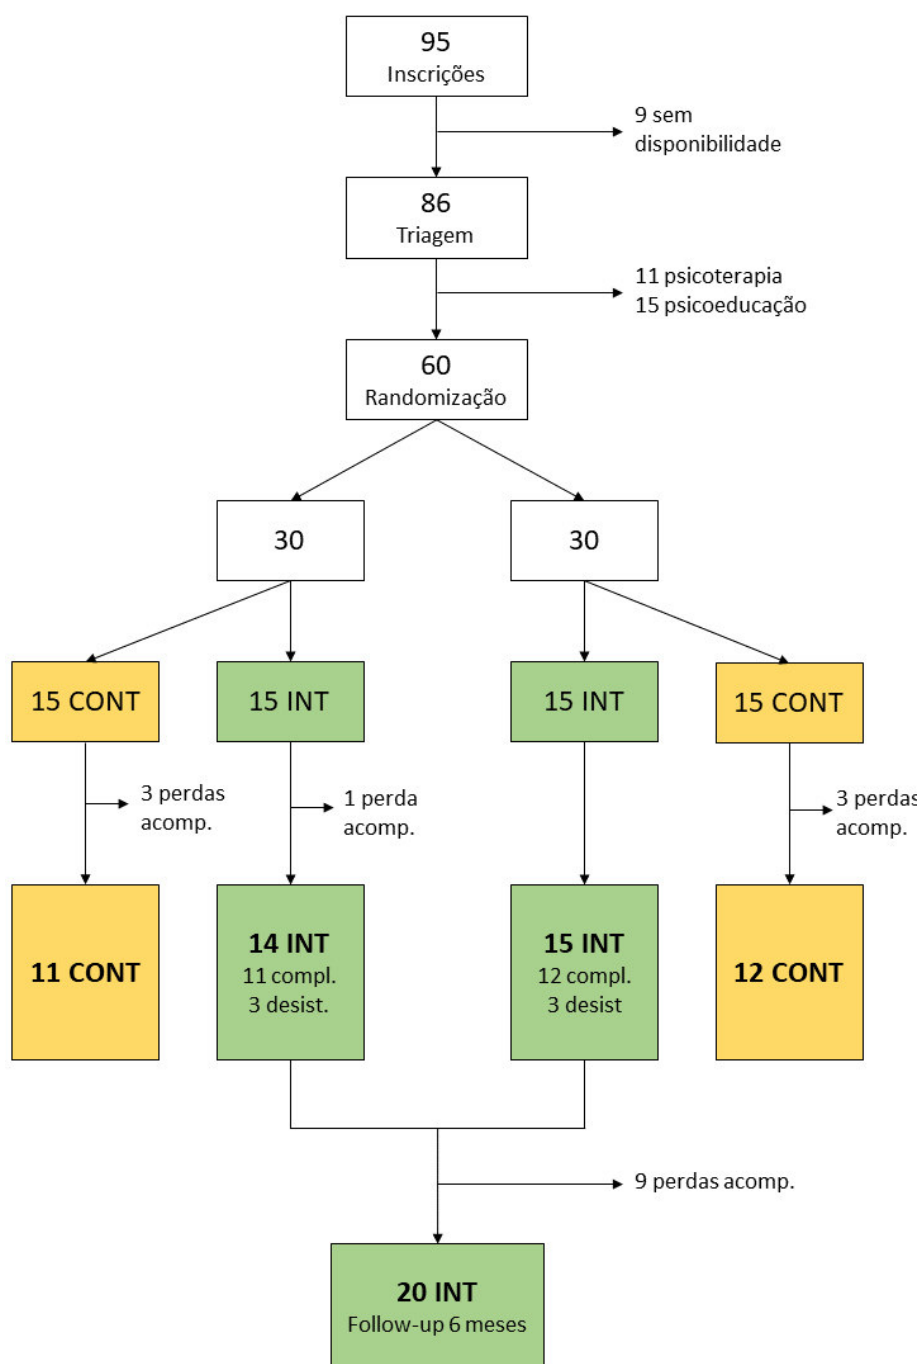 95
Inscrições
9 sem
disponibilidade
86
Triagem
11 psicoterapia
15 psicoeducação
60
Randomização
30
30
15 CONT
15 INT
15 INT
15 CONT
3 perdas
acomp.
1 perda
acomp.
3 perdas
acomp.
11 CONT
14 INT
11 compl.
3 desist.
15 INT
12 compl.
3 desist
12 CONT
9 perdas acomp.
20 INT
Follow-up 6 meses